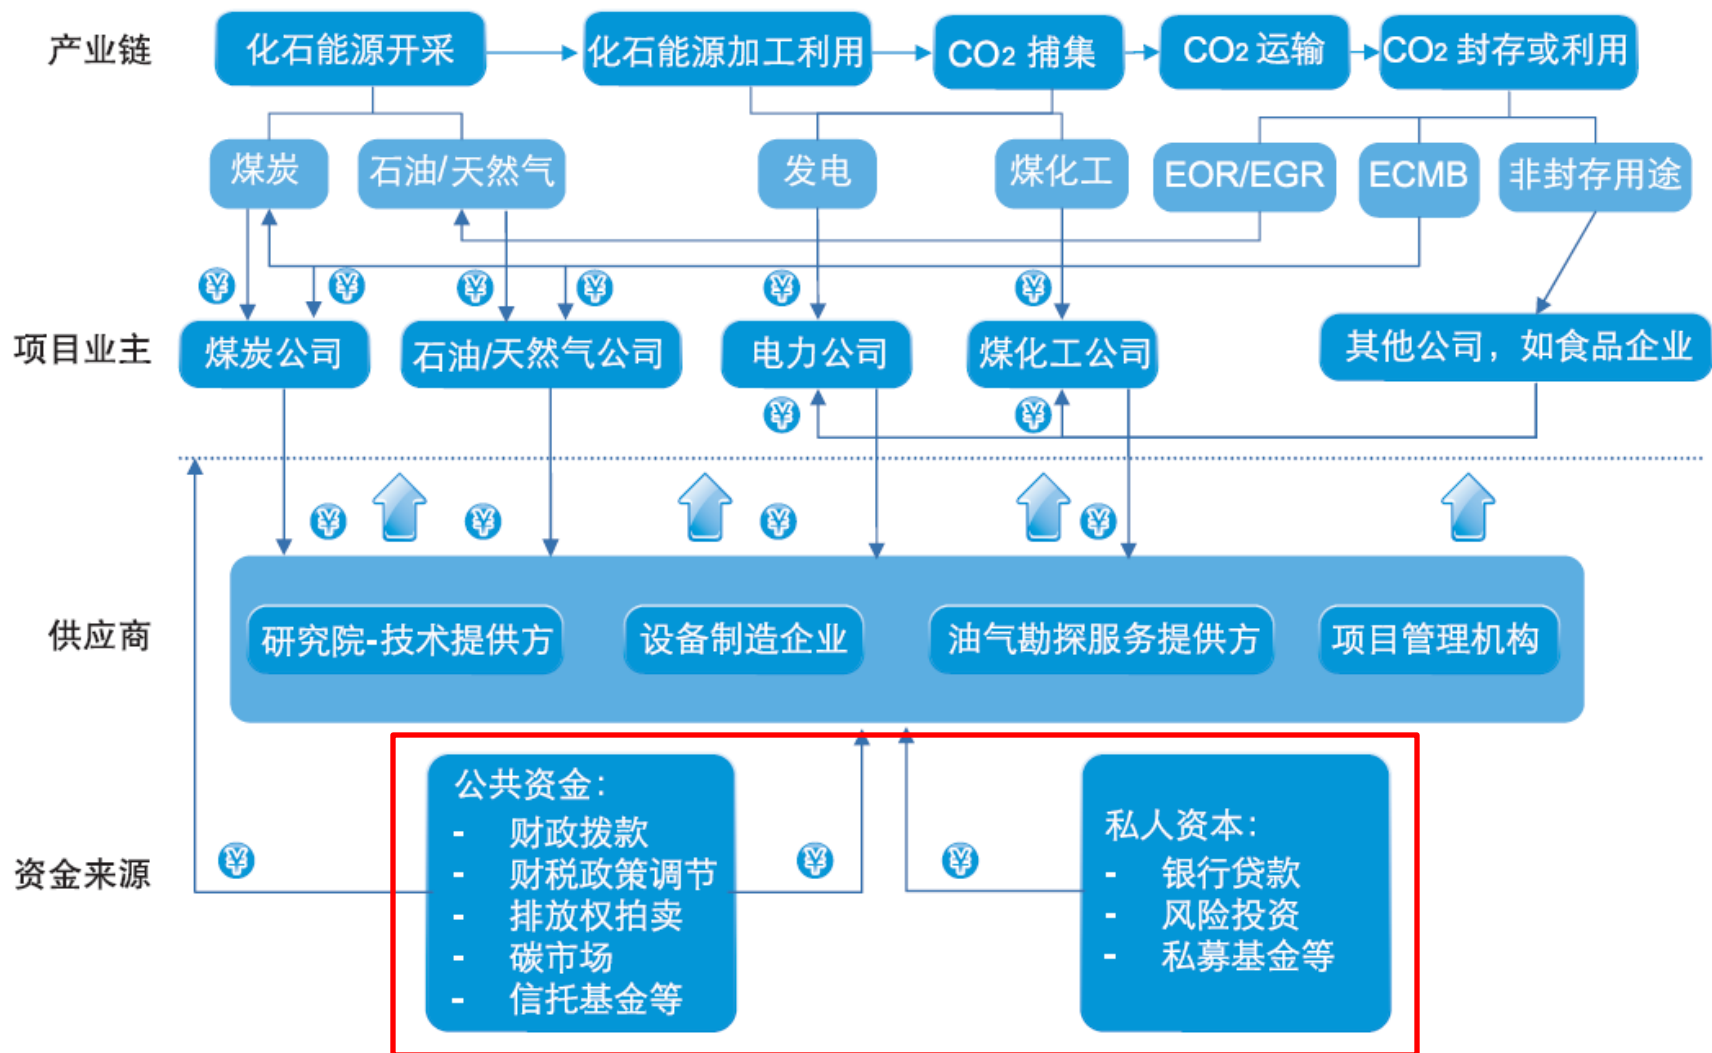 产业链
化石能源开采
化石能源加工利用
CO2 捕集
CO2 运输
CO2 封存或利用
煤炭
石油/天然气
发电
煤化工
EOR/EGR
ECMB
非封存用途
¥
¥
¥
¥
¥
¥
项目业主
煤炭公司
石油/天然气公司
电力公司
煤化工公司
其他公司，如食品企业
¥
¥
¥
¥
¥
¥
供应商
研究院-技术提供方
设备制造企业
油气勘探服务提供方
项目管理机构
资金来源
¥
公共资金：
- 财政拨款
- 财税政策调节
- 排放权拍卖
- 碳市场
- 信托基金等
¥
¥
私人资本：
- 银行贷款
- 风险投资
- 私募基金等